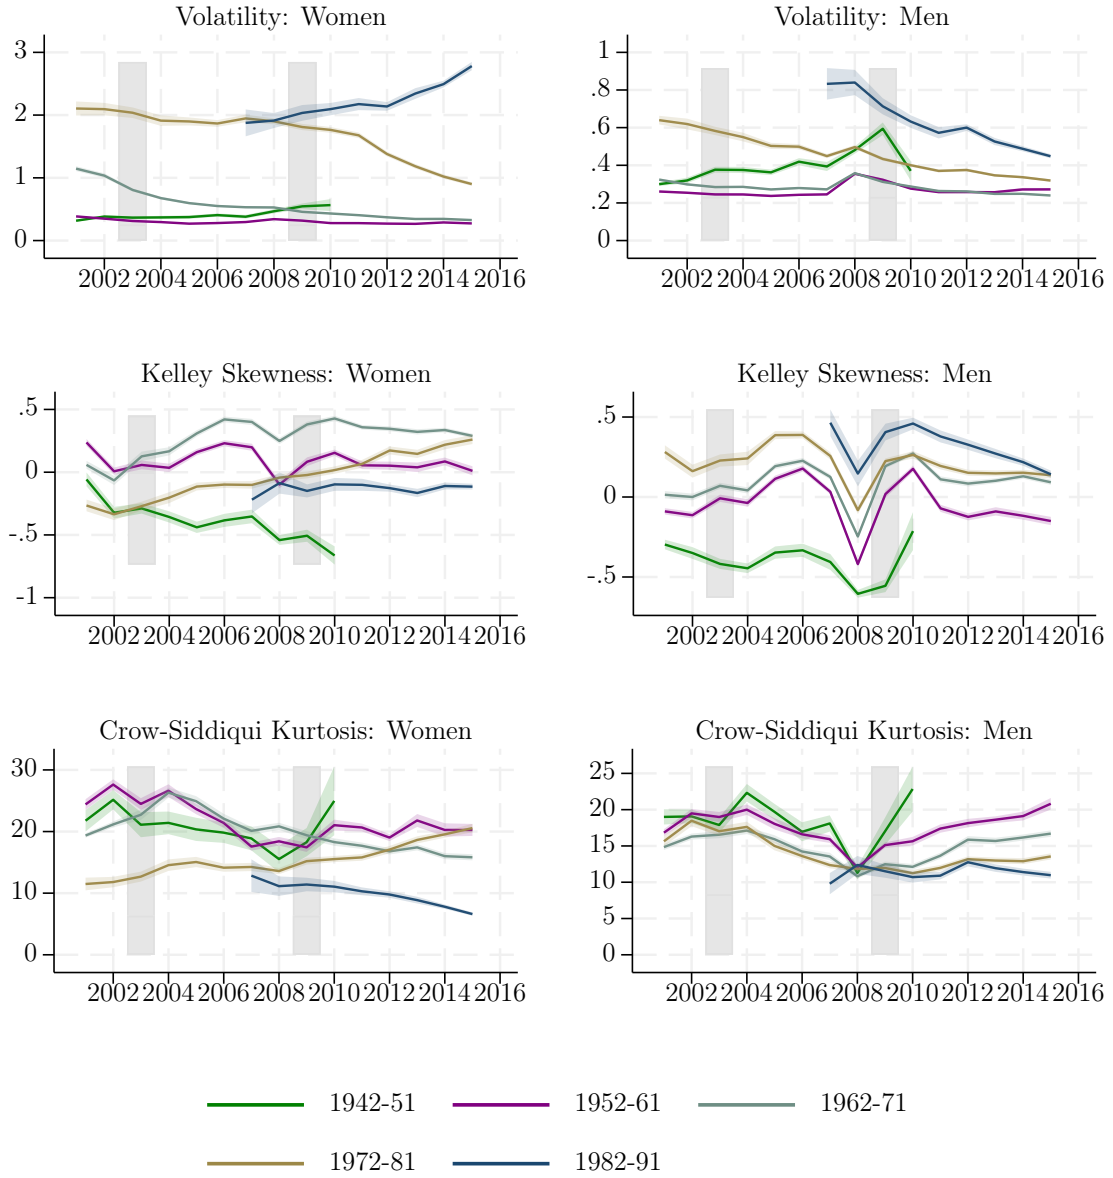 Volatility: Women
3
2
1
0
2002 2004 2006 2008 2010 2012 2014 2016
Volatility: Men
1
.8
.6
.4
.2
0
2002 2004 2006 2008 2010 2012 2014 2016
Kelley Skewness: Women
.5
0
-.5
-1
2002 2004 2006 2008 2010 2012 2014 2016
Kelley Skewness: Men
.5
0
-.5
2002 2004 2006 2008 2010 2012 2014 2016
Crow-Siddiqui Kurtosis: Women
30
20
10
0
2002 2004 2006 2008 2010 2012 2014 2016
Crow-Siddiqui Kurtosis: Men
25
20
15
10
5
0
2002 2004 2006 2008 2010 2012 2014 2016
1942-51 1952-61 1962-71
1972-81 1982-91